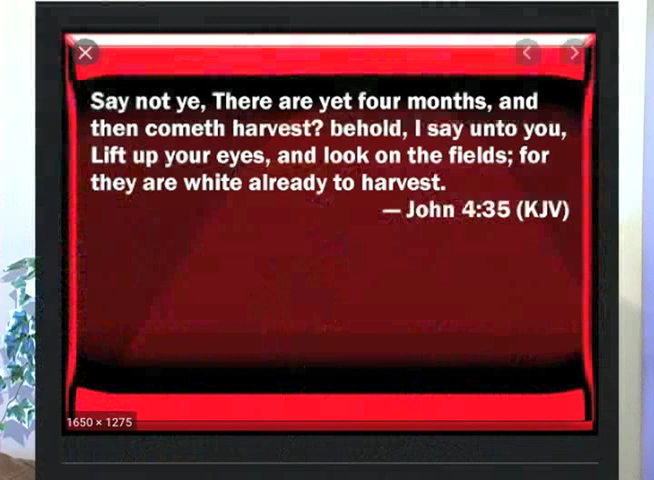 Say not ye, There are yet four months, and
then cometh harvest? behold, I say unto you,
Lift up your eyes, and look on the fields; for
they are white already to harvest.
— John 4:35 (KJV)
1650 × 1275